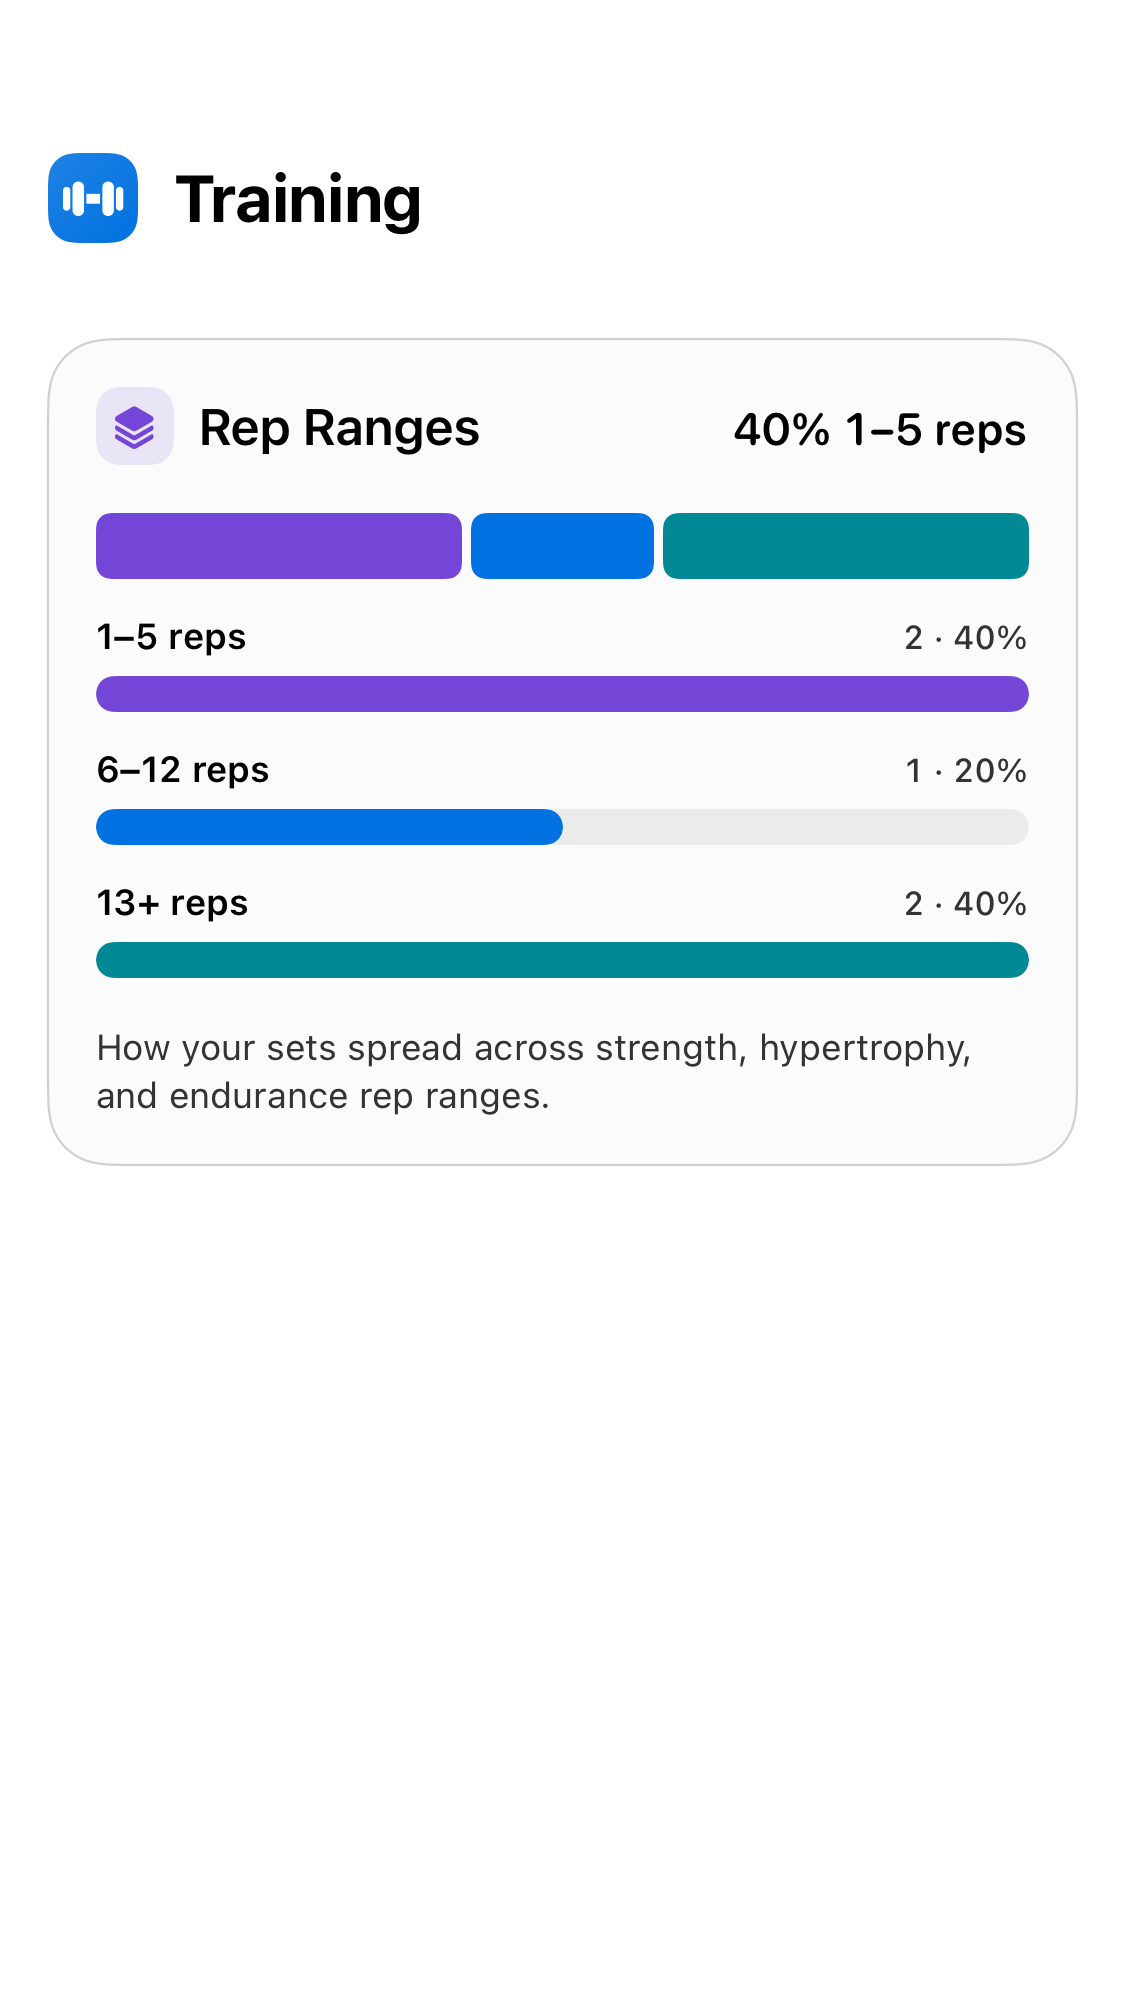 Training
Rep Ranges
40% 1–5 reps
1–5 reps
2 · 40%
6–12 reps
1 · 20%
13+ reps
2 · 40%
How your sets spread across strength, hypertrophy,
and endurance rep ranges.